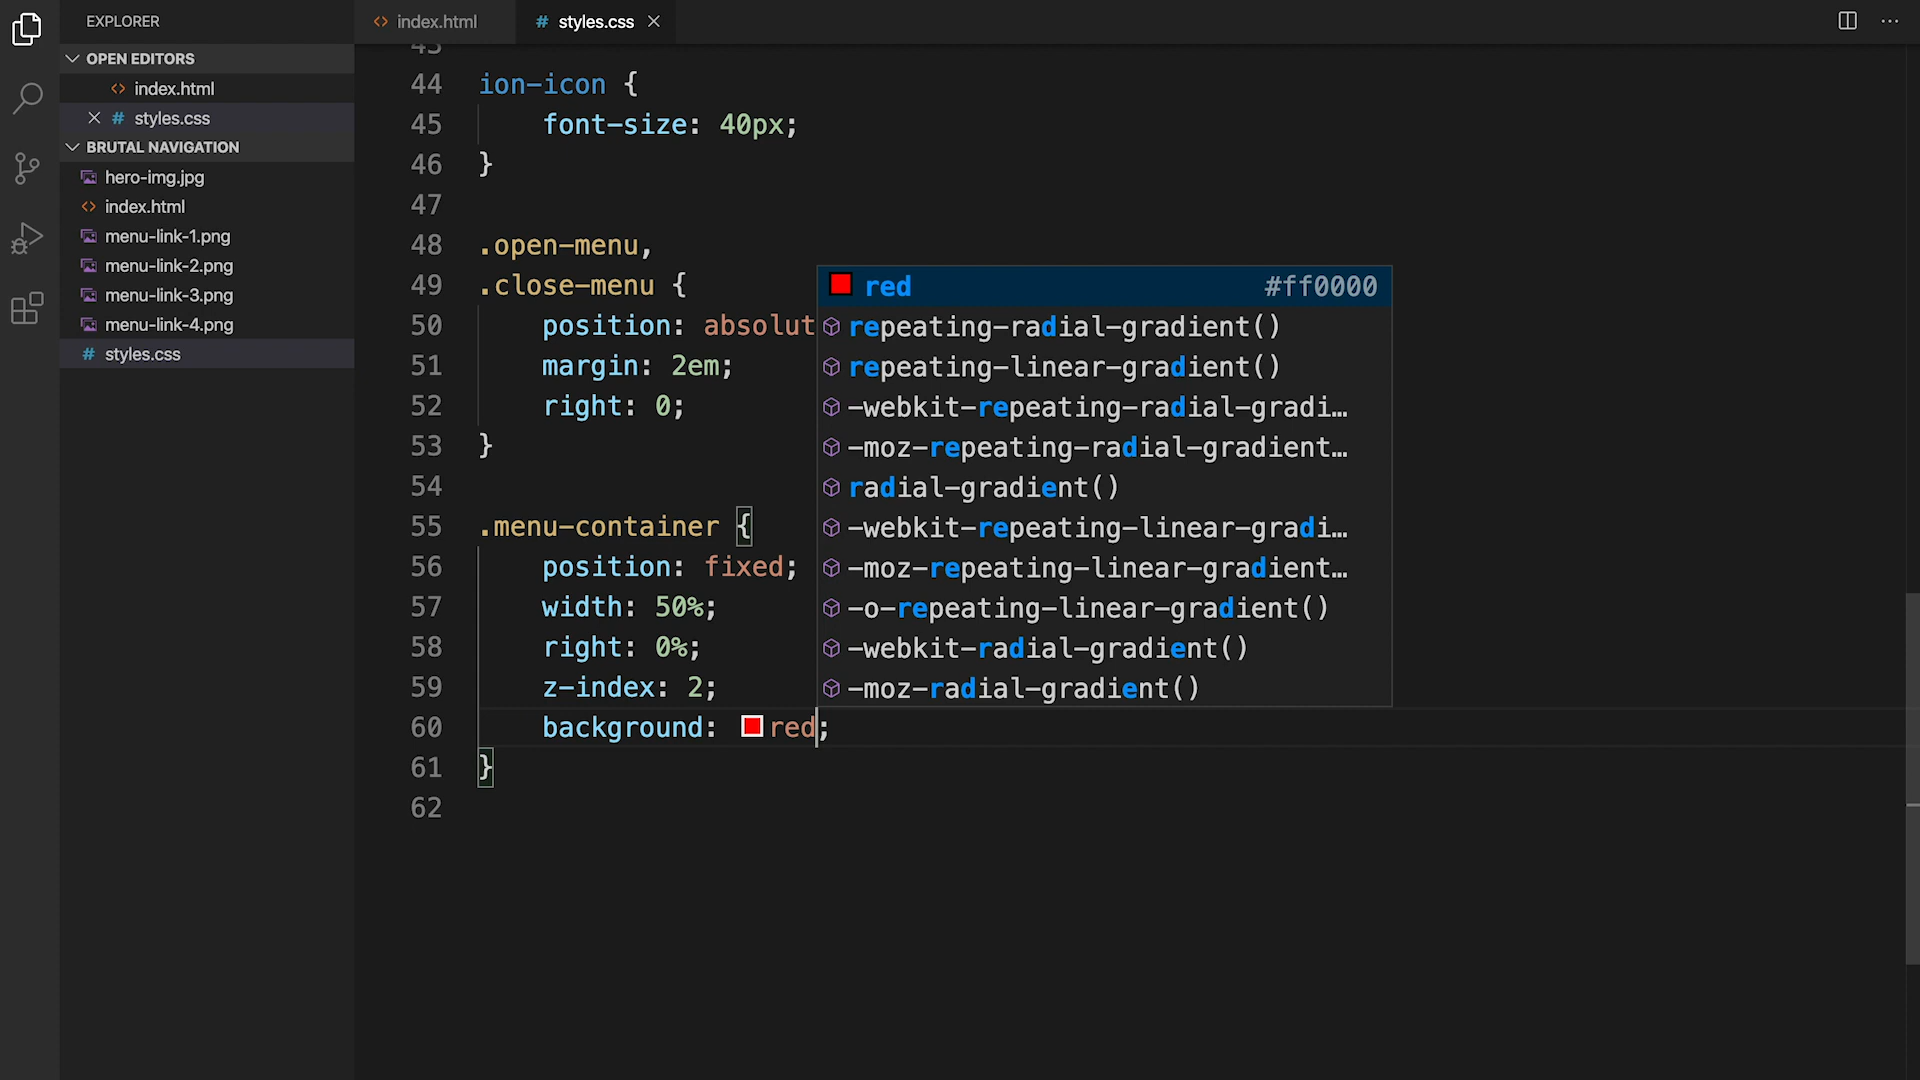 EXPLORER
OPEN EDITORS
<> index.html
# styles.css
BRUTAL NAVIGATION
hero-img.jpg
<> index.html
menu-link-1.png
menu-link-2.png
menu-link-3.png
menu-link-4.png
# styles.css
<> index.html
# styles.css
43
44 ion-icon {
45 font-size: 40px;
46 }
47
48 .open-menu,
49 .close-menu {
50 position: absolut
51 margin: 2em;
52 right: 0;
53 }
54
55 .menu-container {
56 position: fixed;
57 width: 50%;
58 right: 0%;
59 z-index: 2;
60 background: red;
61 }
62
red #ff0000
repeating-radial-gradient()
repeating-linear-gradient()
-webkit-repeating-radial-gradi…
-moz-repeating-radial-gradient…
radial-gradient()
-webkit-repeating-linear-gradi…
-moz-repeating-linear-gradient…
-o-repeating-linear-gradient()
-webkit-radial-gradient()
-moz-radial-gradient()